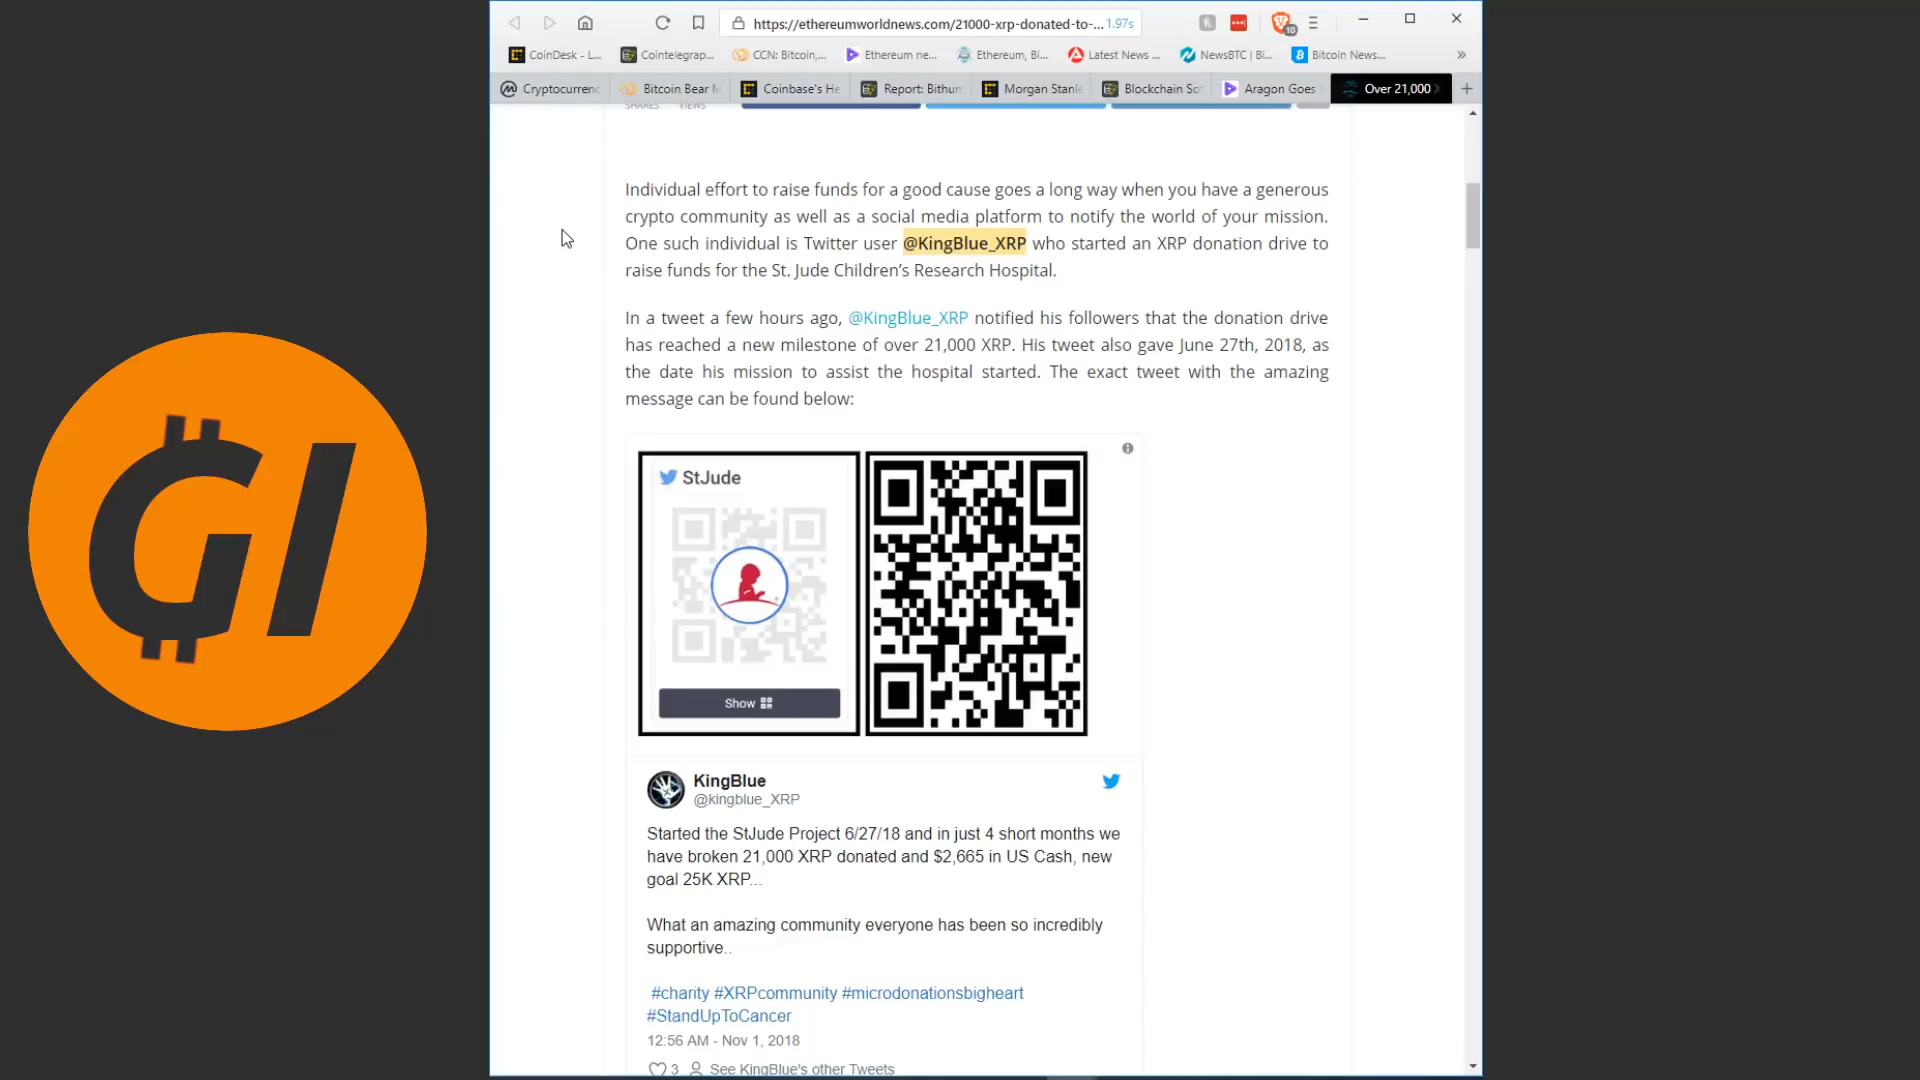 https://ethereumworldnews.com/21000-xrp-donated-to-... 1.97s
10
CoinDesk - L... Cointelegrap... CCN: Bitcoin,... Ethereum ne... Ethereum, Bi... Latest News ... NewsBTC | Bi... Bitcoin News... »
Cryptocurrenc Bitcoin Bear M Coinbase's He Report: Bithum Morgan Stanle Blockchain So Aragon Goes Over 21,000
SHARES VIEWS
Individual effort to raise funds for a good cause goes a long way when you have a generous
crypto community as well as a social media platform to notify the world of your mission.
One such individual is Twitter user @KingBlue_XRP who started an XRP donation drive to
raise funds for the St. Jude Children’s Research Hospital.
In a tweet a few hours ago, @KingBlue_XRP notified his followers that the donation drive
has reached a new milestone of over 21,000 XRP. His tweet also gave June 27th, 2018, as
the date his mission to assist the hospital started. The exact tweet with the amazing
message can be found below:
GI
StJude
Show
KingBlue
@kingblue_XRP
Started the StJude Project 6/27/18 and in just 4 short months we
have broken 21,000 XRP donated and $2,665 in US Cash, new
goal 25K XRP...
What an amazing community everyone has been so incredibly
supportive..
#charity #XRPcommunity #microdonationsbigheart
#StandUpToCancer
12:56 AM - Nov 1, 2018
3 See KingBlue's other Tweets